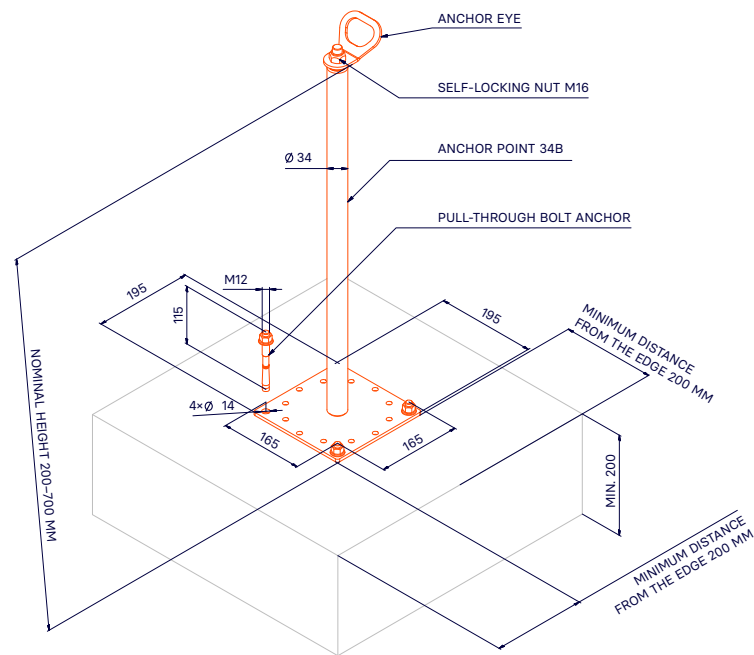 ANCHOR EYE
SELF-LOCKING NUT M16
Ø 34
ANCHOR POINT 34B
PULL-THROUGH BOLT ANCHOR
M12
195
115
195
MINIMUM DISTANCE
FROM THE EDGE 200 MM
NOMINAL HEIGHT 200–700 MM
4×Ø 14
165
165
MIN. 200
MINIMUM DISTANCE
FROM THE EDGE 200 MM